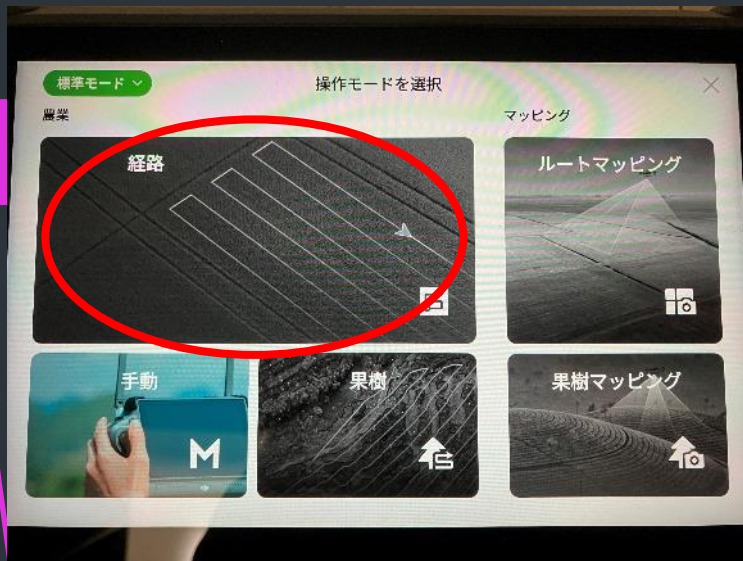 標準モード
操作モードを選択
農業
マッピング
経路
ルートマッピング
手動
果樹
果樹マッピング
M